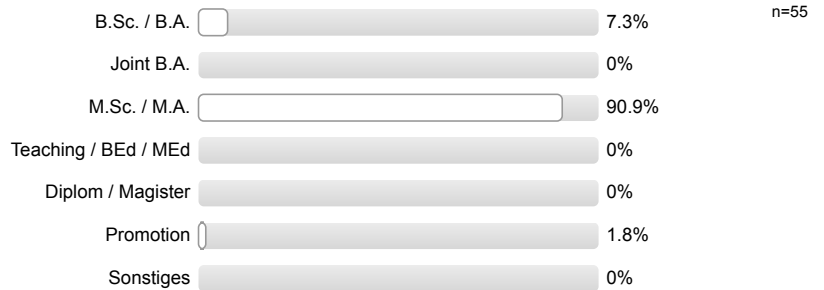 B.Sc. / B.A. 7.3% n=55
Joint B.A. 0%
M.Sc. / M.A. 90.9%
Teaching / BEd / MEd 0%
Diplom / Magister 0%
Promotion 1.8%
Sonstiges 0%